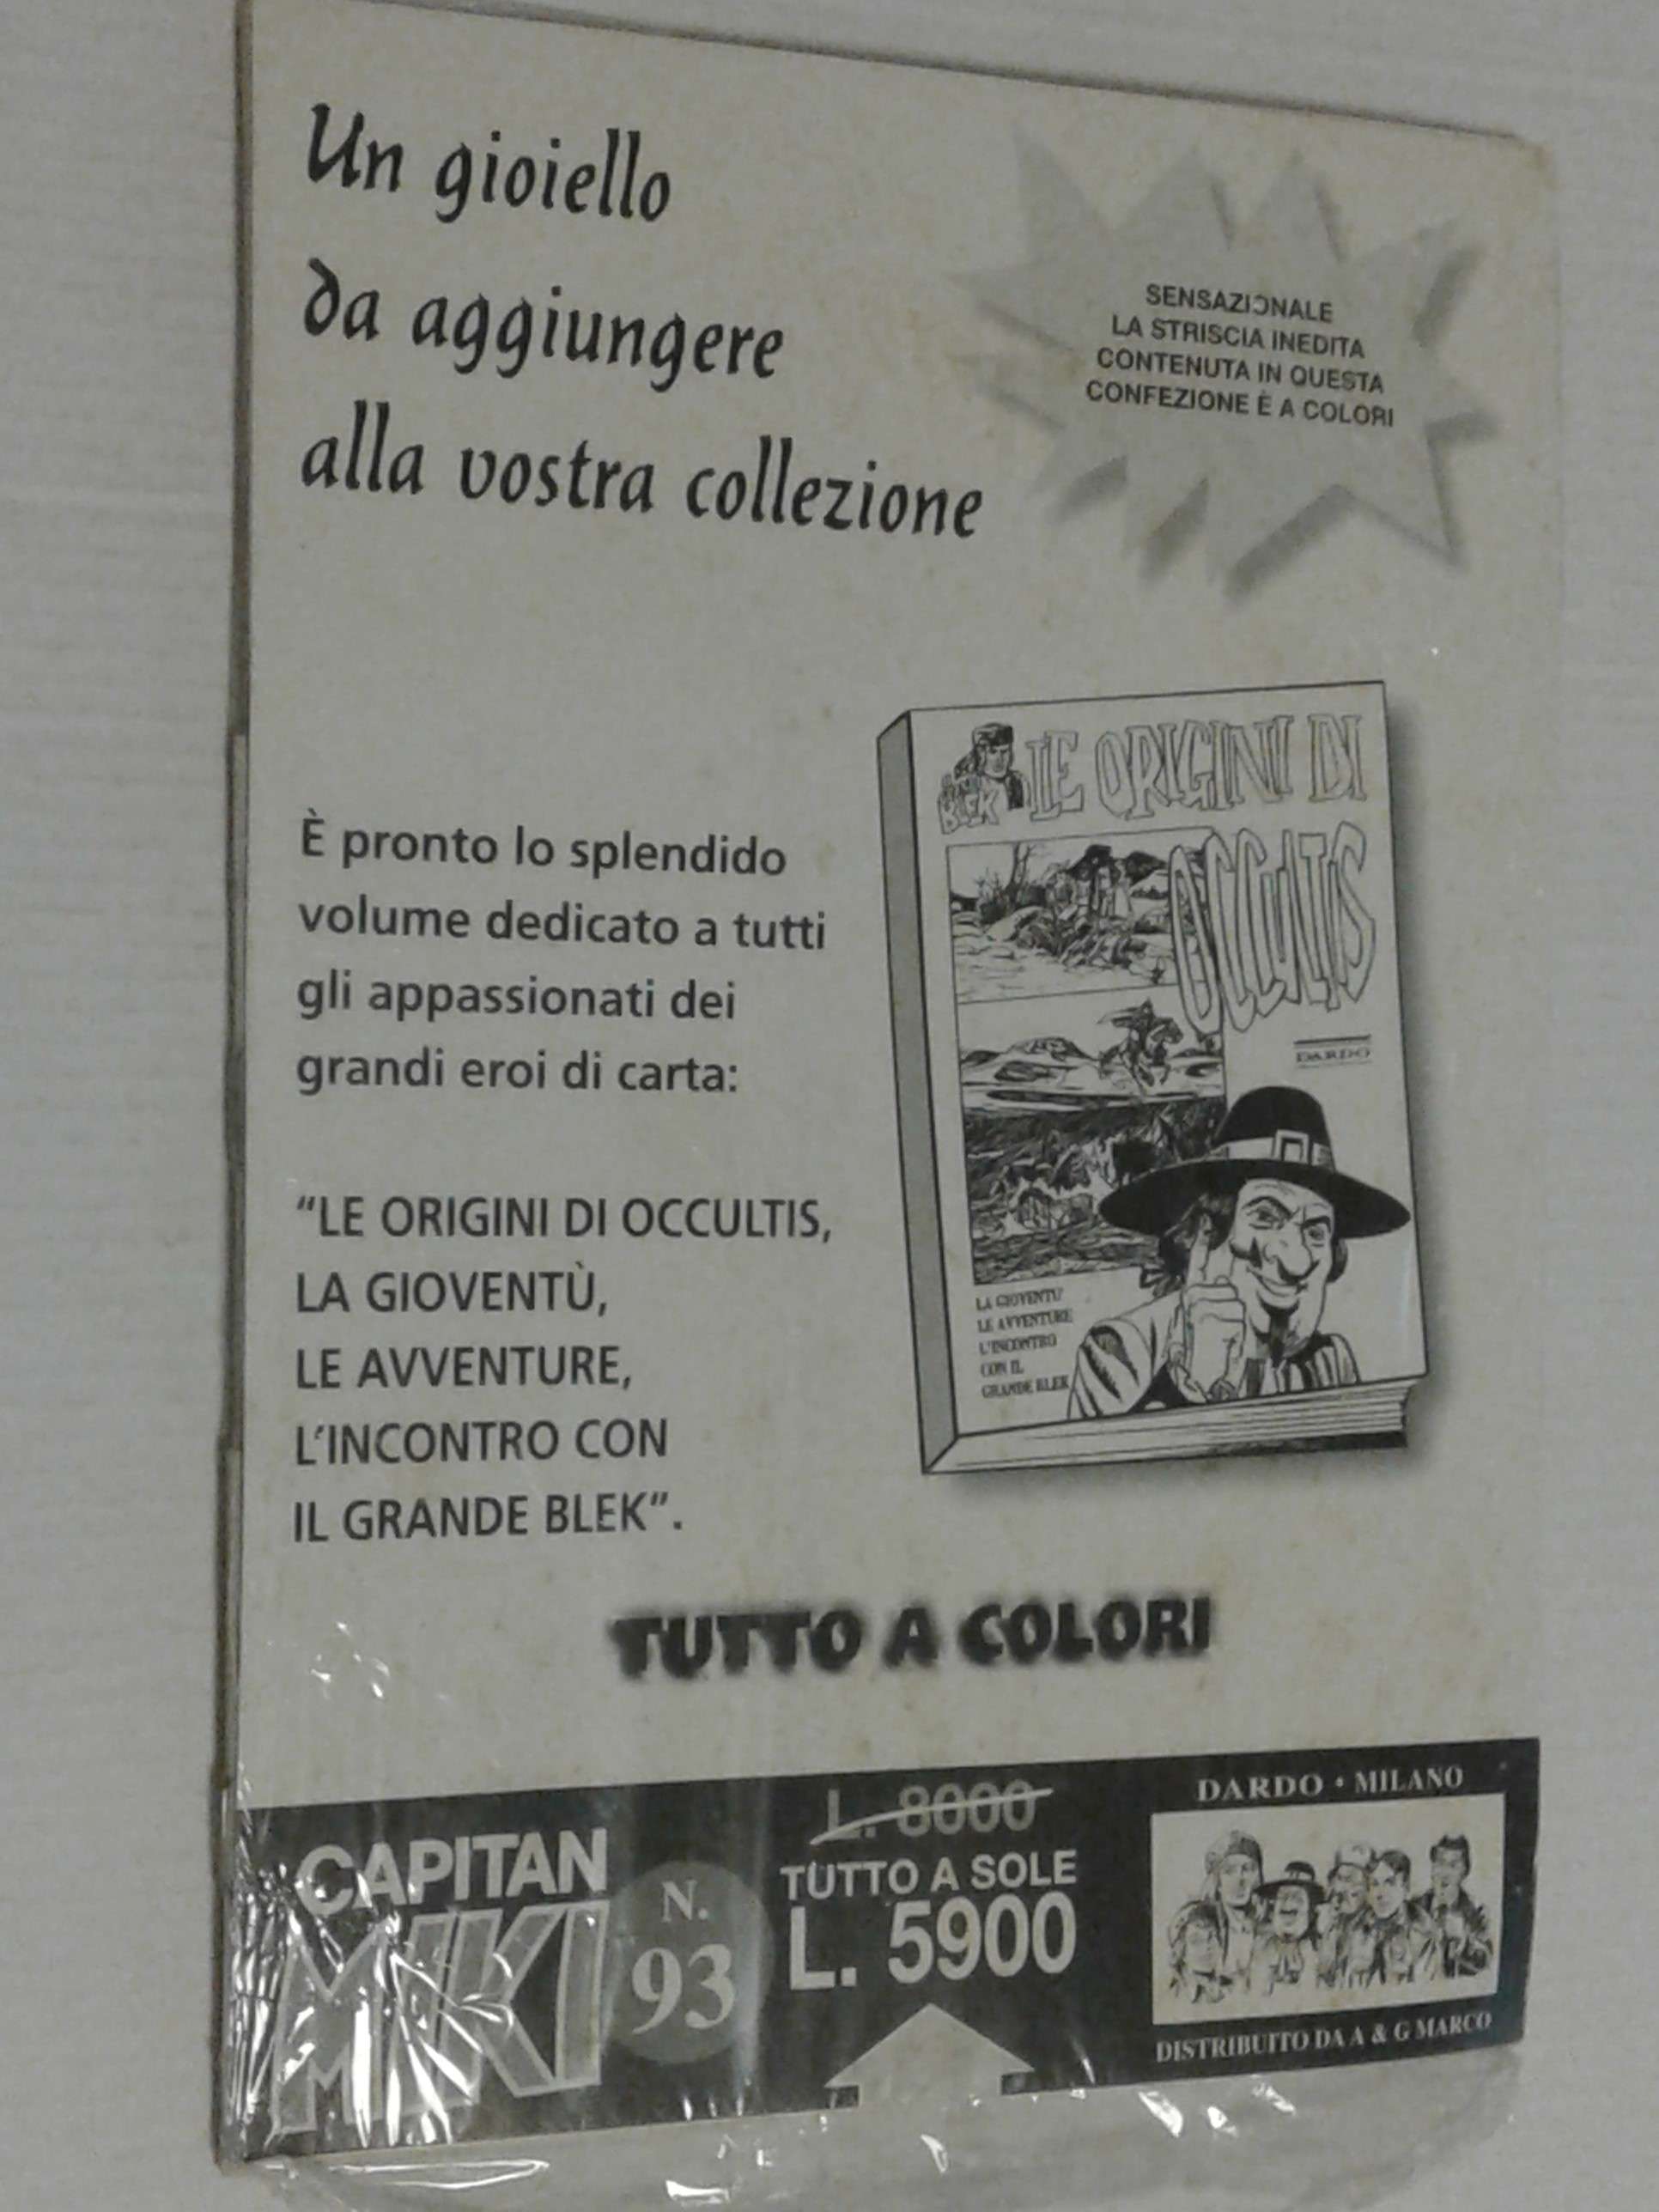 Un gioiello
da aggiungere
alla vostra collezione
SENSAZIONALE
LA STRISCIA INEDITA
CONTENUTA IN QUESTA
CONFEZIONE È A COLORI
È pronto lo splendido
volume dedicato a tutti
gli appassionati dei
grandi eroi di carta:
"LE ORIGINI DI OCCULTIS,
LA GIOVENTÙ,
LE AVVENTURE,
L'INCONTRO CON
IL GRANDE BLEK".
BLEK
LE ORIGINI DI
OCCULTIS
DARDO
LA GIOVENTU'
LE AVVENTURE
L'INCONTRO
CON IL
GRANDE BLEK
TUTTO A COLORI
CAPITAN
MIKI
N.
93
L. 8000
TUTTO A SOLE
L. 5900
DARDO • MILANO
DISTRIBUITO DA A & G MARCO